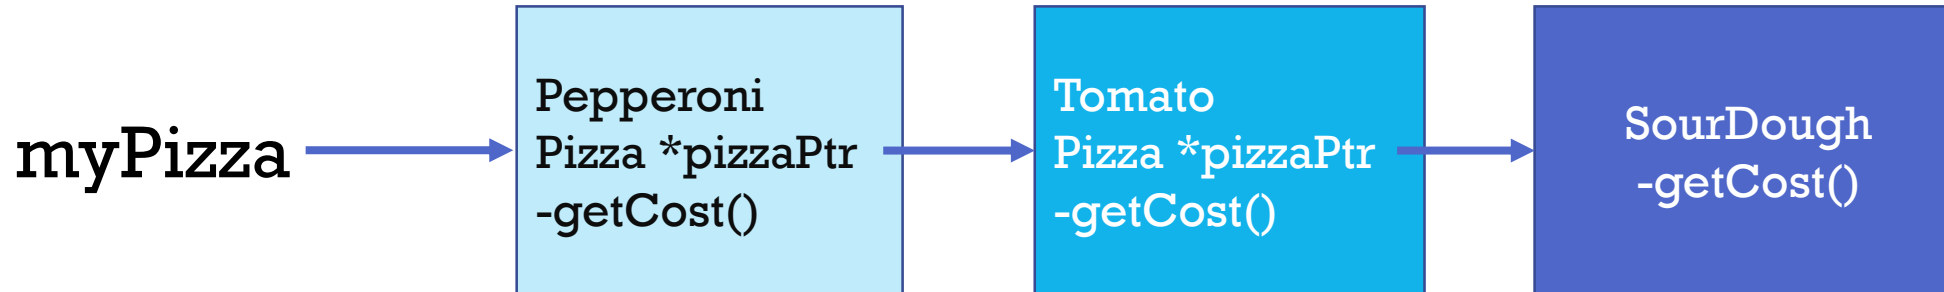 myPizza
Pepperoni
Pizza *pizzaPtr
-getCost()
Tomato
Pizza *pizzaPtr
-getCost()
SourDough
-getCost()